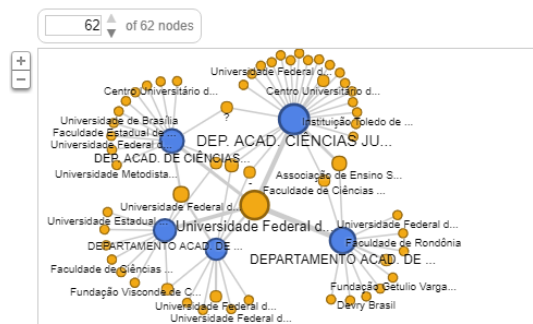 62 of 62 nodes
+
−
Universidade Federal d...
Centro Universitário d...
Centro Universitário d...
?
Universidade de Brasília
Instituição Toledo de ...
Faculdade Estadual de...
Universidade Federal d...
DEP. ACAD. CIÊNCIAS JU...
DEP. ACAD. DE CIÊNCIAS...
Universidade Metodista...
Associação de Ensino S...
-
Faculdade de Ciências ...
Universidade Federal d...
Universidade Estadual...
Universidade Federal d...
Universidade Federal d...
DEPARTAMENTO ACAD. DE ...
Faculdade de Rondônia
DEPARTAMENTO ACAD. DE ...
Faculdade de Ciências ...
Fundação Getulio Varga...
Fundação Visconde de C...
Universidade Federal d...
Devry Brasil
Universidade Federal d...